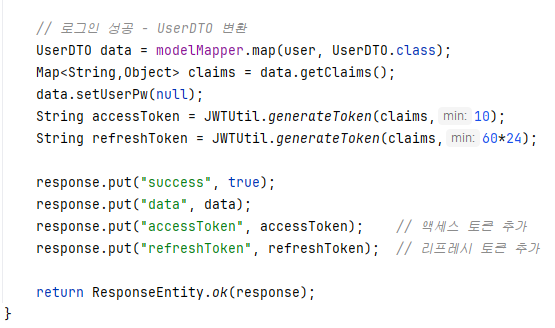 // 로그인 성공 - UserDTO 변환
UserDTO data = modelMapper.map(user, UserDTO.class);
Map<String,Object> claims = data.getClaims();
data.setUserPw(null);
String accessToken = JWTUtil.generateToken(claims, min: 10);
String refreshToken = JWTUtil.generateToken(claims, min: 60*24);
response.put("success", true);
response.put("data", data);
response.put("accessToken", accessToken);    // 액세스 토큰 추가
response.put("refreshToken", refreshToken);  // 리프레시 토큰 추가
return ResponseEntity.ok(response);
}